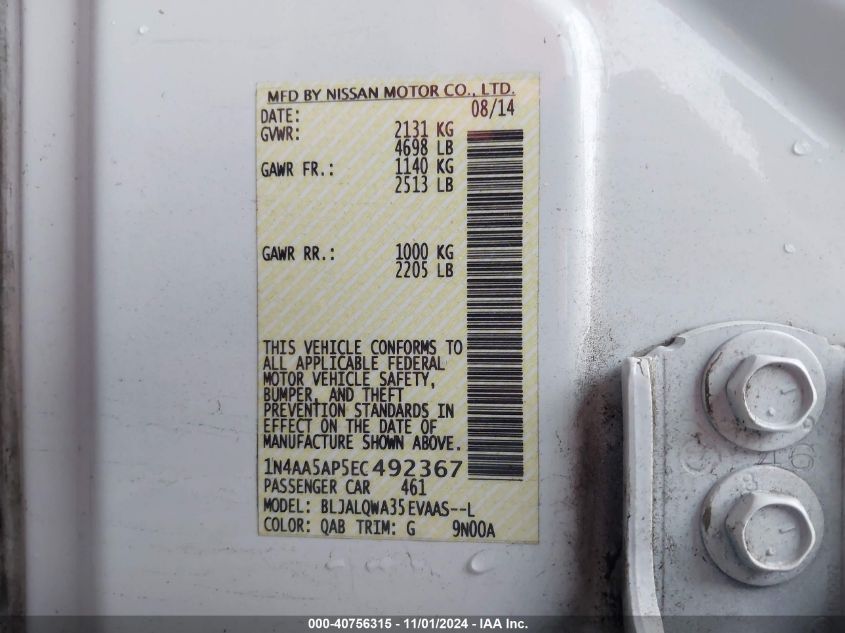 MFD BY NISSAN MOTOR CO., LTD.
DATE: 08/14
GVWR: 2131 KG
4698 LB
GAWR FR.: 1140 KG
2513 LB
GAWR RR.: 1000 KG
2205 LB
THIS VEHICLE CONFORMS TO
ALL APPLICABLE FEDERAL
MOTOR VEHICLE SAFETY,
BUMPER, AND THEFT
PREVENTION STANDARDS IN
EFFECT ON THE DATE OF
MANUFACTURE SHOWN ABOVE.
1N4AA5AP5EC492367
PASSENGER CAR 461
MODEL: BLJALQWA35EVAAS--L
COLOR: QAB TRIM: G 9N00A
000-40756315 - 11/01/2024 - IAA Inc.